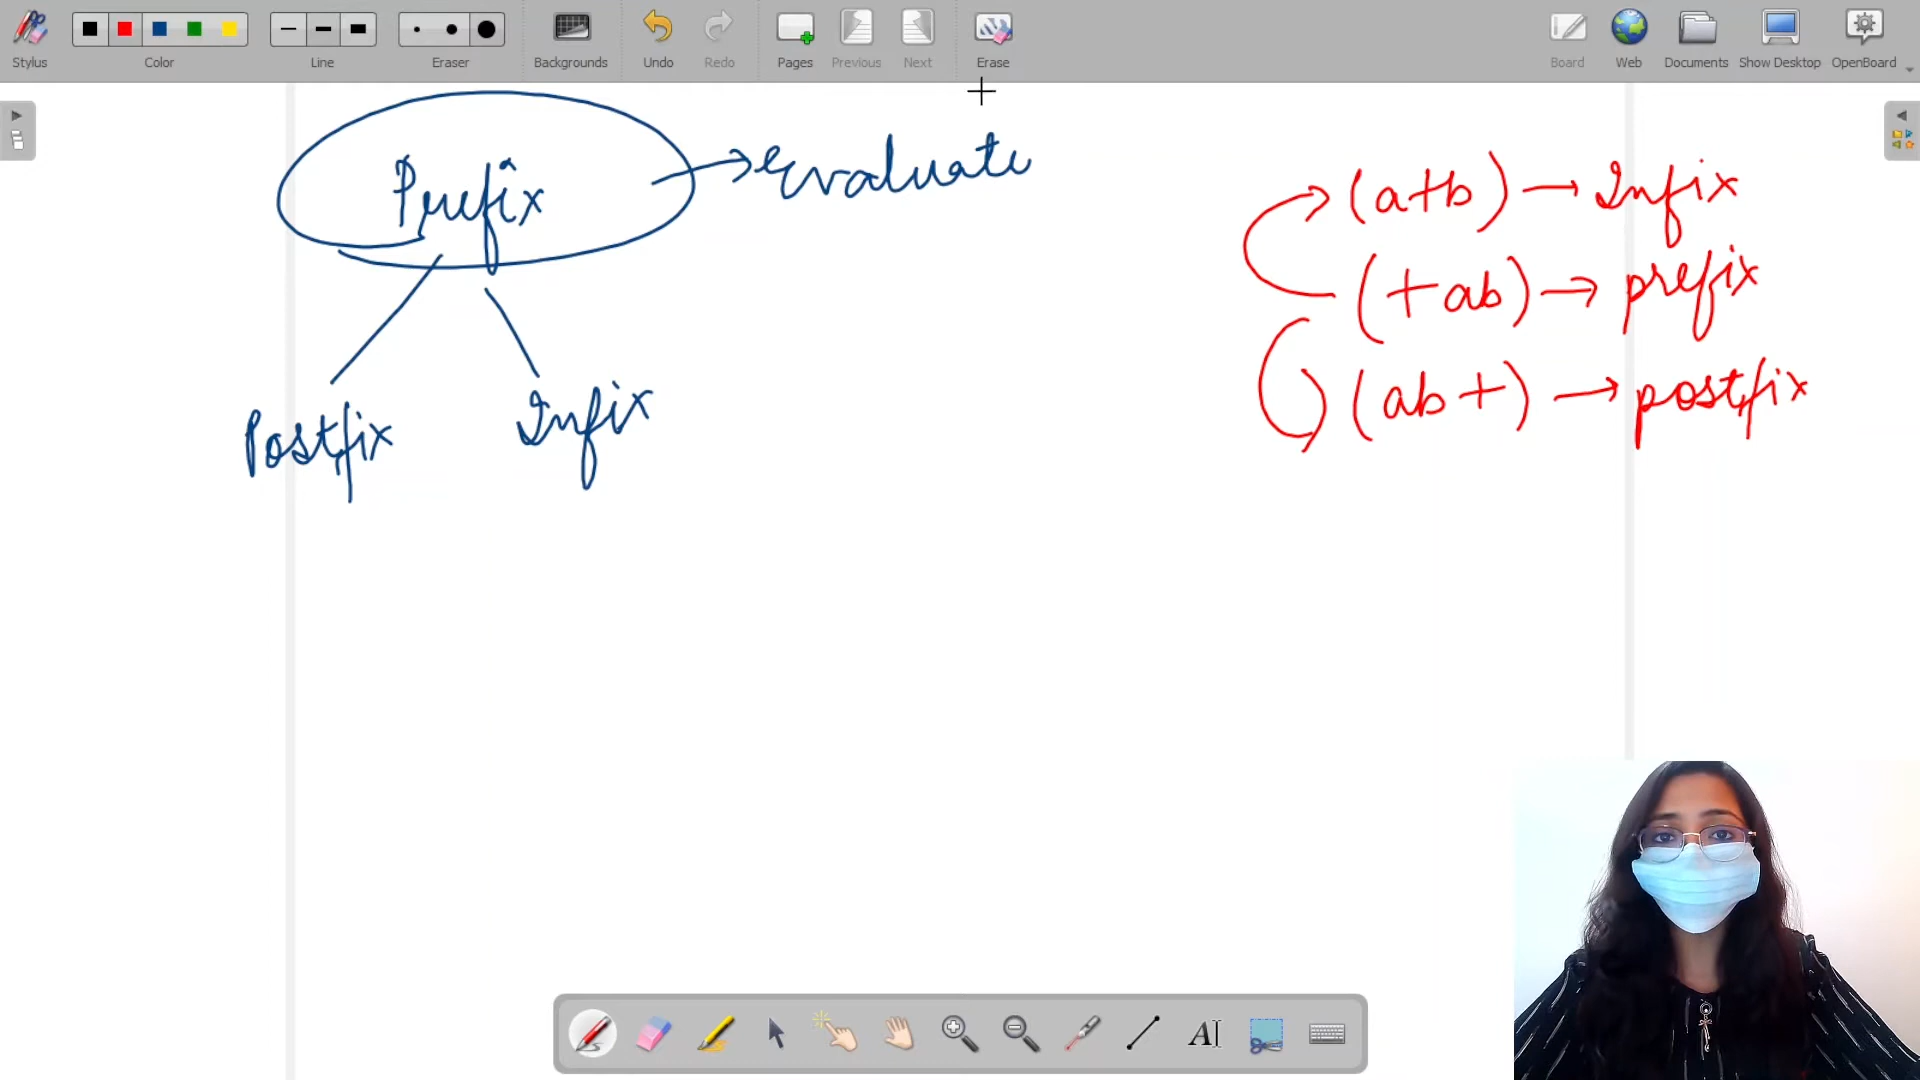 Stylus Color Line Eraser Backgrounds Undo Redo Pages Previous Next Erase Board Web Documents Show Desktop OpenBoard
Prefix → evaluate
Postfix Infix
(a+b) → Infix
(+ab) → prefix
(ab+) → postfix